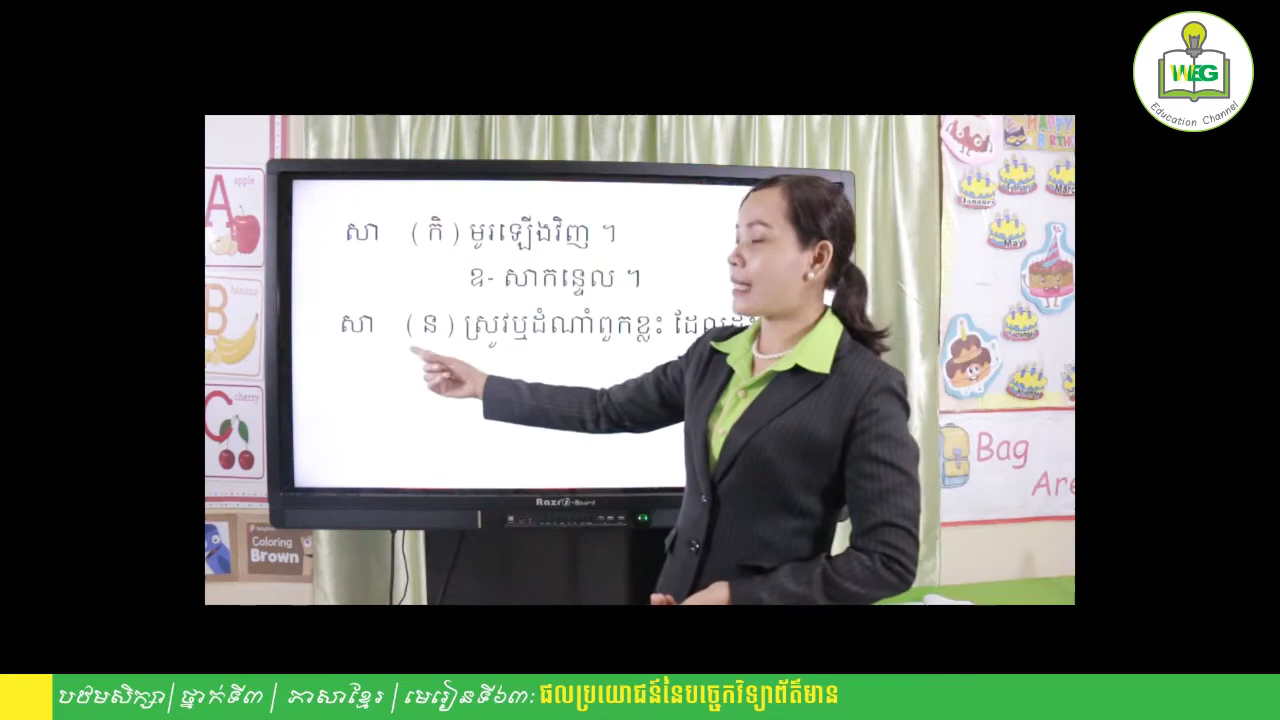 WEG
Education Channel
A
apple
B
C
cherry
Coloring
Brown
សា ( កិ ) មូរឡើងវិញ ។
ឧ- សាកន្ទេល ។
សា ( ន ) ស្រូវឬដំណាំពួកខ្លះ ដែលដុះ
HAPPY
May
Bag
បឋមសិក្សា| ថ្នាក់ទី៣ | ភាសាខ្មែរ | មេរៀនទី៦៣: ផលប្រយោជន៍នៃបច្ចេកវិទ្យាព័ត៌មាន